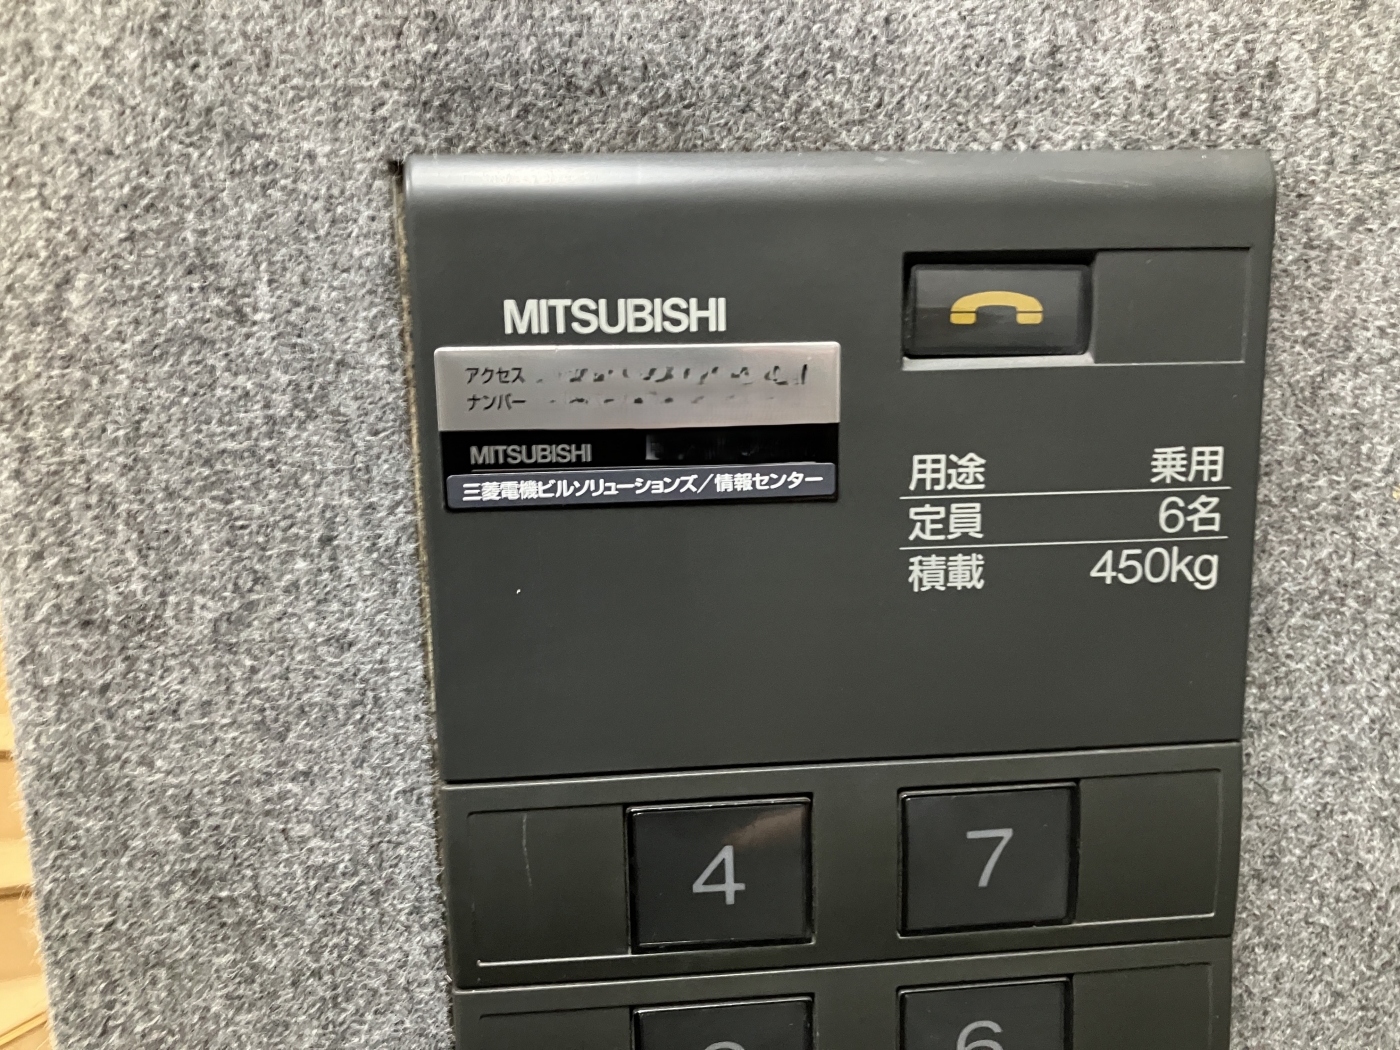 MITSUBISHI
アクセス
ナンバー
MITSUBISHI
三菱電機ビルソリューションズ/情報センター
用途 乗用
定員 6名
積載 450kg
4 7
6